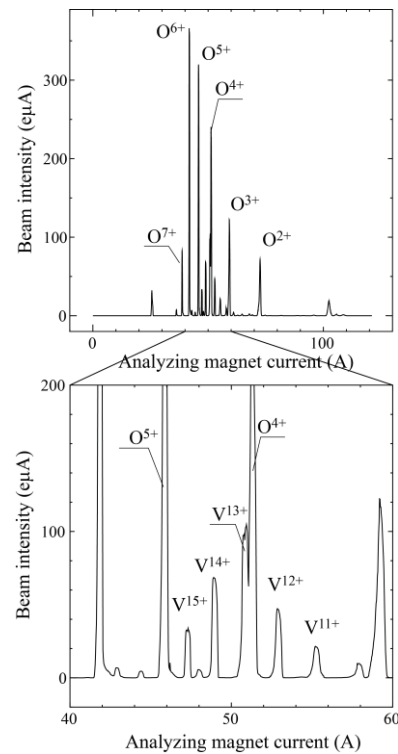 O6+
O5+
O4+
O3+
O7+
O2+
Beam intensity (eμA)
300
200
100
0
0
100
Analyzing magnet current (A)
200
O5+
O4+
V13+
V14+
V15+
V12+
V11+
Beam intensity (eμA)
100
0
40
50
60
Analyzing magnet current (A)